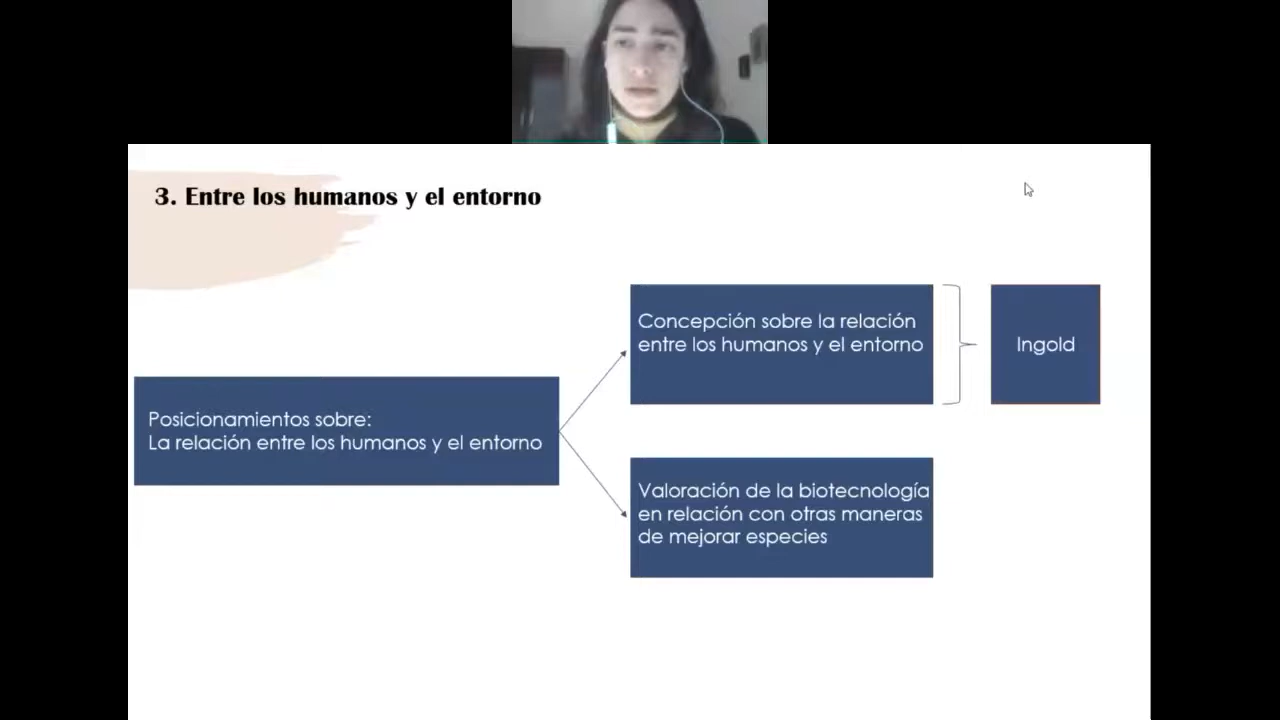 3. Entre los humanos y el entorno
Posicionamientos sobre:
La relación entre los humanos y el entorno
Concepción sobre la relación
entre los humanos y el entorno
Ingold
Valoración de la biotecnología
en relación con otras maneras
de mejorar especies